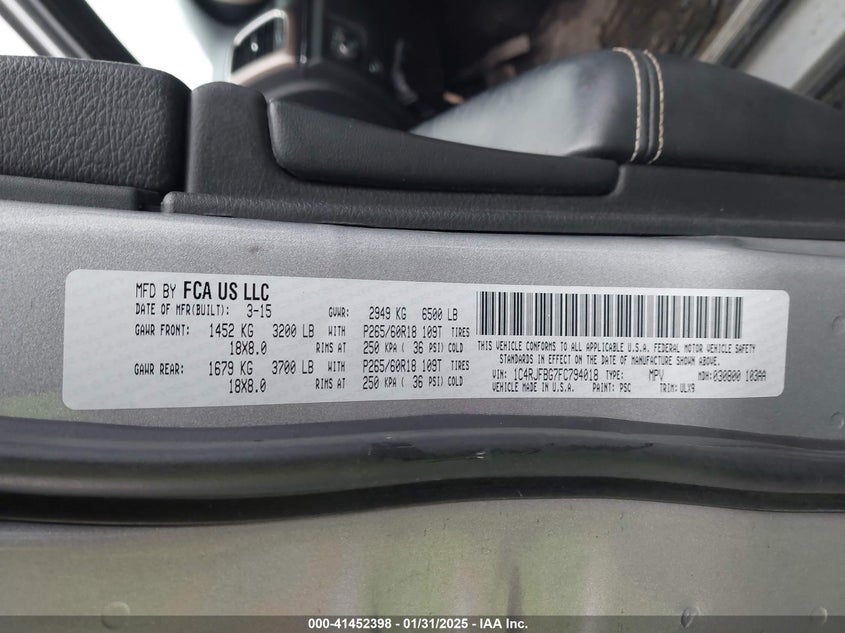 MFD BY FCA US LLC
DATE OF MFR(BUILT): 3-15 GVWR: 2949 KG 6500 LB
GAWR FRONT: 1452 KG 3200 LB WITH P265/60R18 109T TIRES
18X8.0 RIMS AT 250 KPA ( 36 PSI) COLD
GAWR REAR: 1679 KG 3700 LB WITH P265/60R18 109T TIRES
18X8.0 RIMS AT 250 KPA ( 36 PSI) COLD
THIS VEHICLE CONFORMS TO ALL APPLICABLE U.S.A. FEDERAL MOTOR VEHICLE SAFETY
STANDARDS IN EFFECT ON THE DATE OF MANUFACTURE SHOWN ABOVE.
VIN: 1C4RJFBG7FC794018 TYPE: MPV MDH: 030800 103AA
MADE IN U.S.A. PAINT: PSC TRIM: ULX9
000-41452398 - 01/31/2025 - IAA Inc.